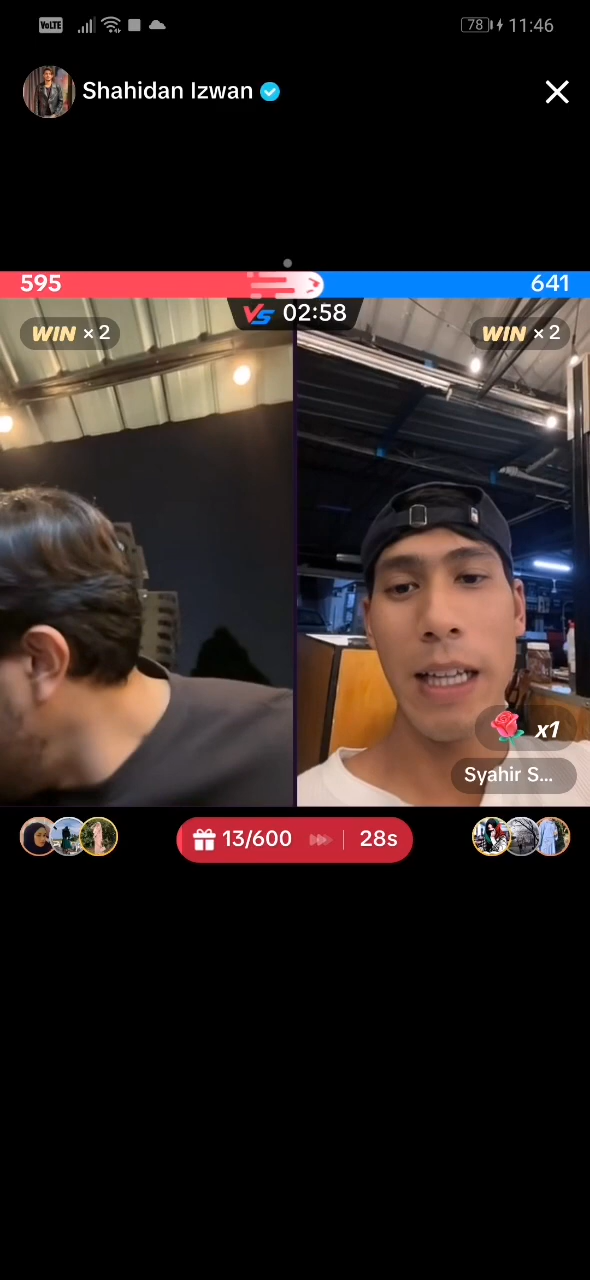 VoLTE
78
11:46
Shahidan Izwan
595
641
VS 02:58
WIN × 2
WIN × 2
x1
Syahir S...
13/600
28s